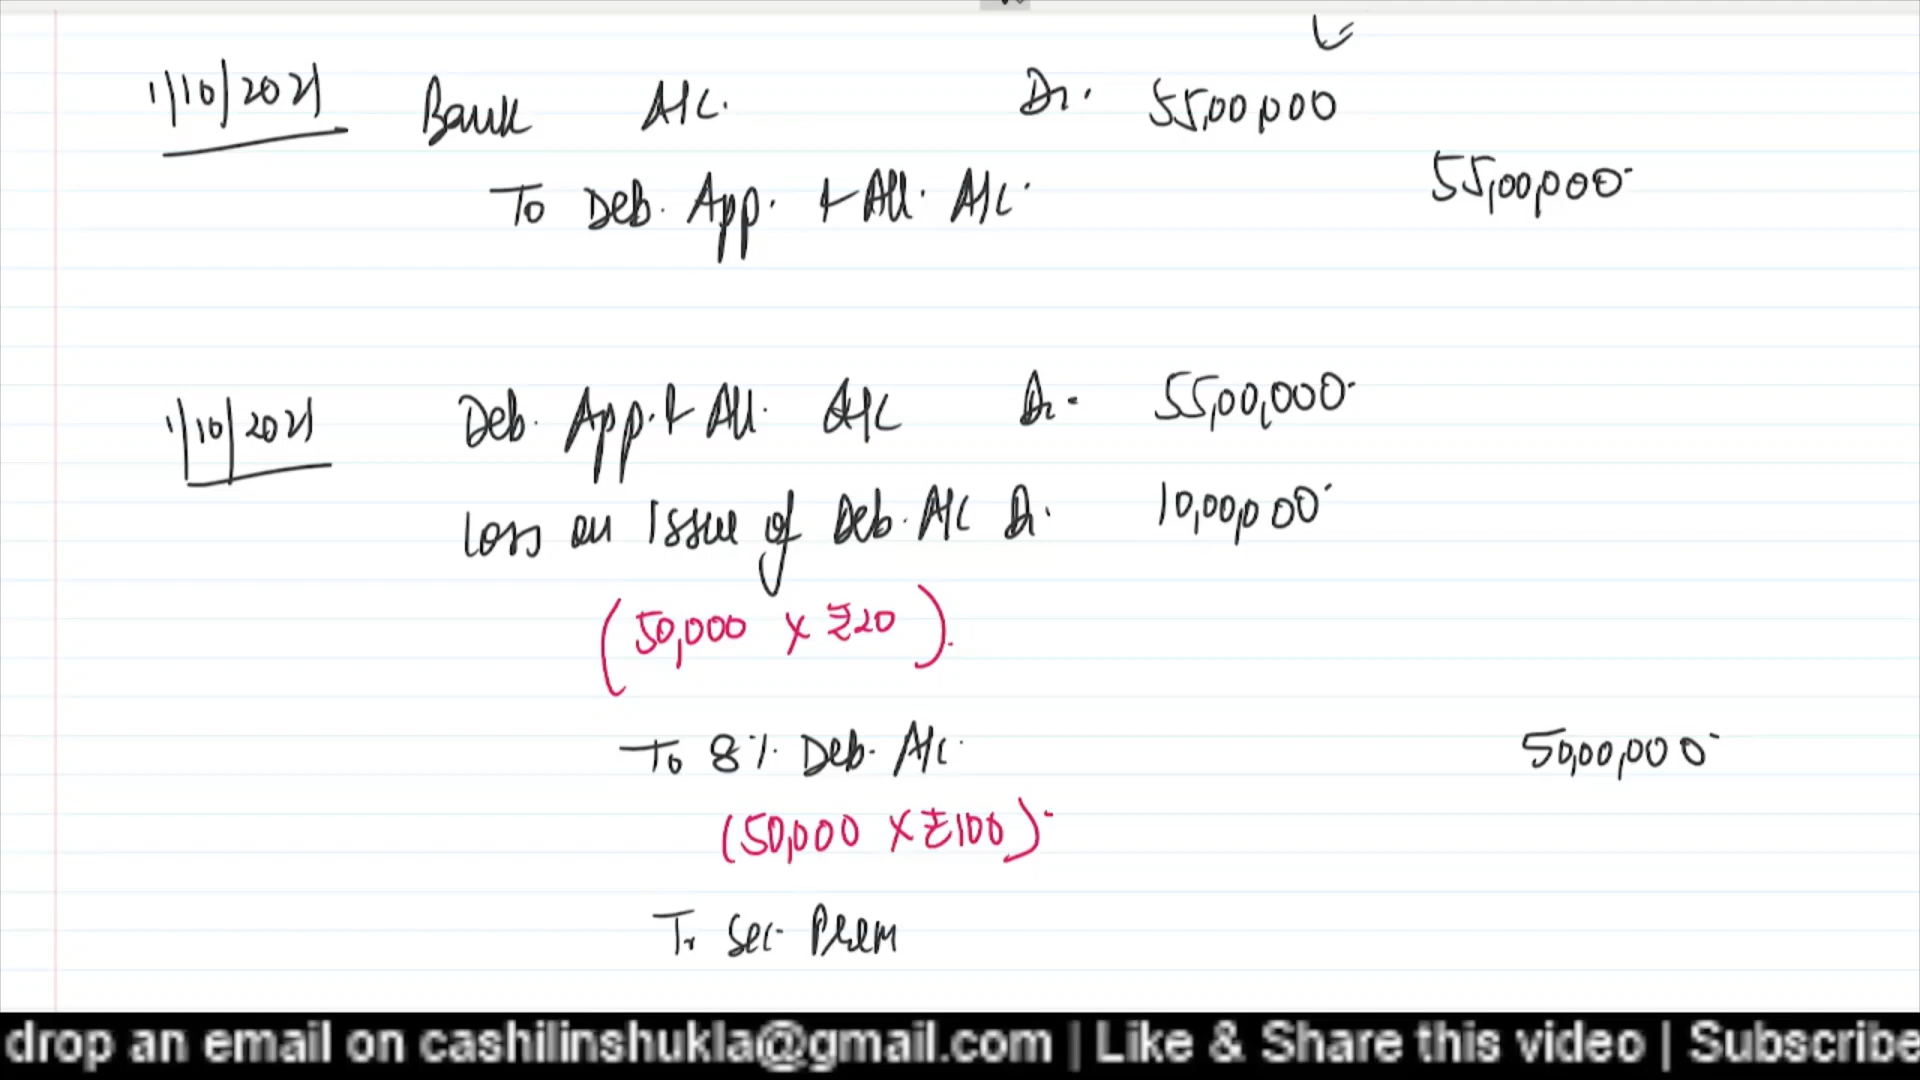 1/10/2021 Bank A/c. Dr. 55,00,000
To Deb. App. & All. A/c. 55,00,000
1/10/2021 Deb. App. & All. A/c Dr. 55,00,000
Loss on Issue of Deb. A/c Dr. 10,00,000
(50,000 X ₹20).
To 8%. Deb. A/c. 50,00,000
(50,000 X ₹100)
To Sec. Prem
drop an email on cashilinshukla@gmail.com | Like & Share this video | Subscribe